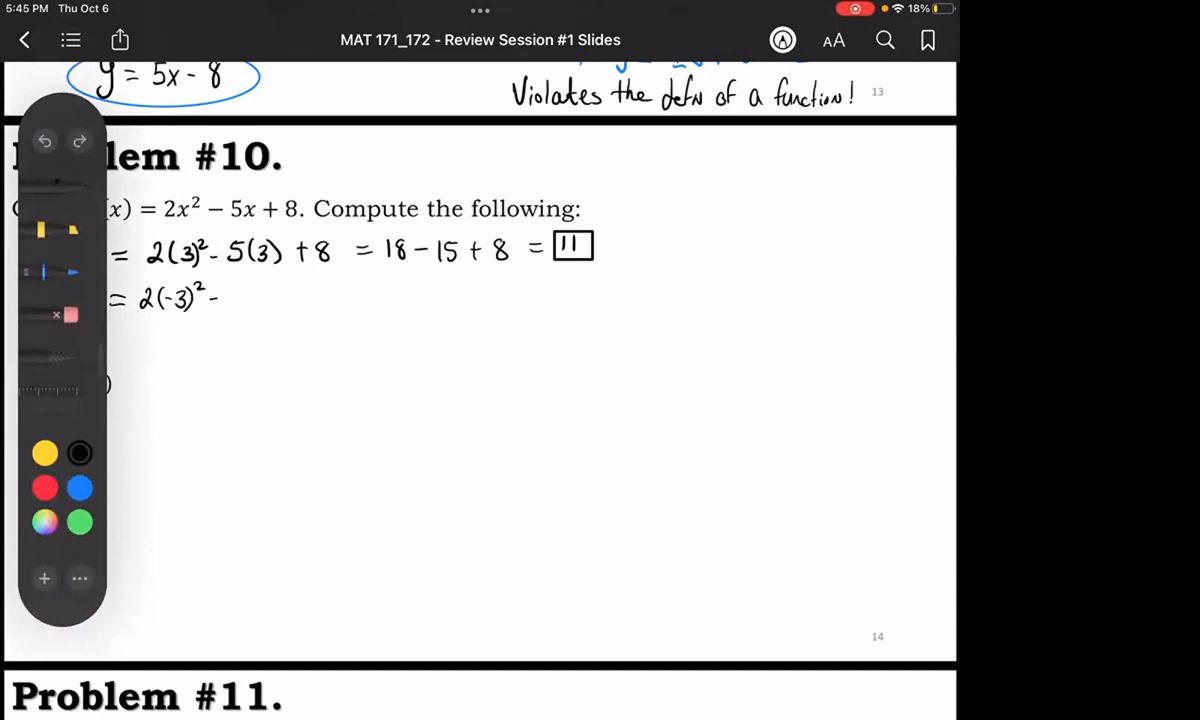 5:45 PM Thu Oct 6
18%
MAT 171_172 - Review Session #1 Slides
AA
y = 5x - 8
Violates the defn of a function!
13
lem #10.
x) = 2x² − 5x + 8. Compute the following:
= 2(3)² - 5(3) + 8 = 18 - 15 + 8 = 11
= 2(-3)² -
)
14
Problem #11.